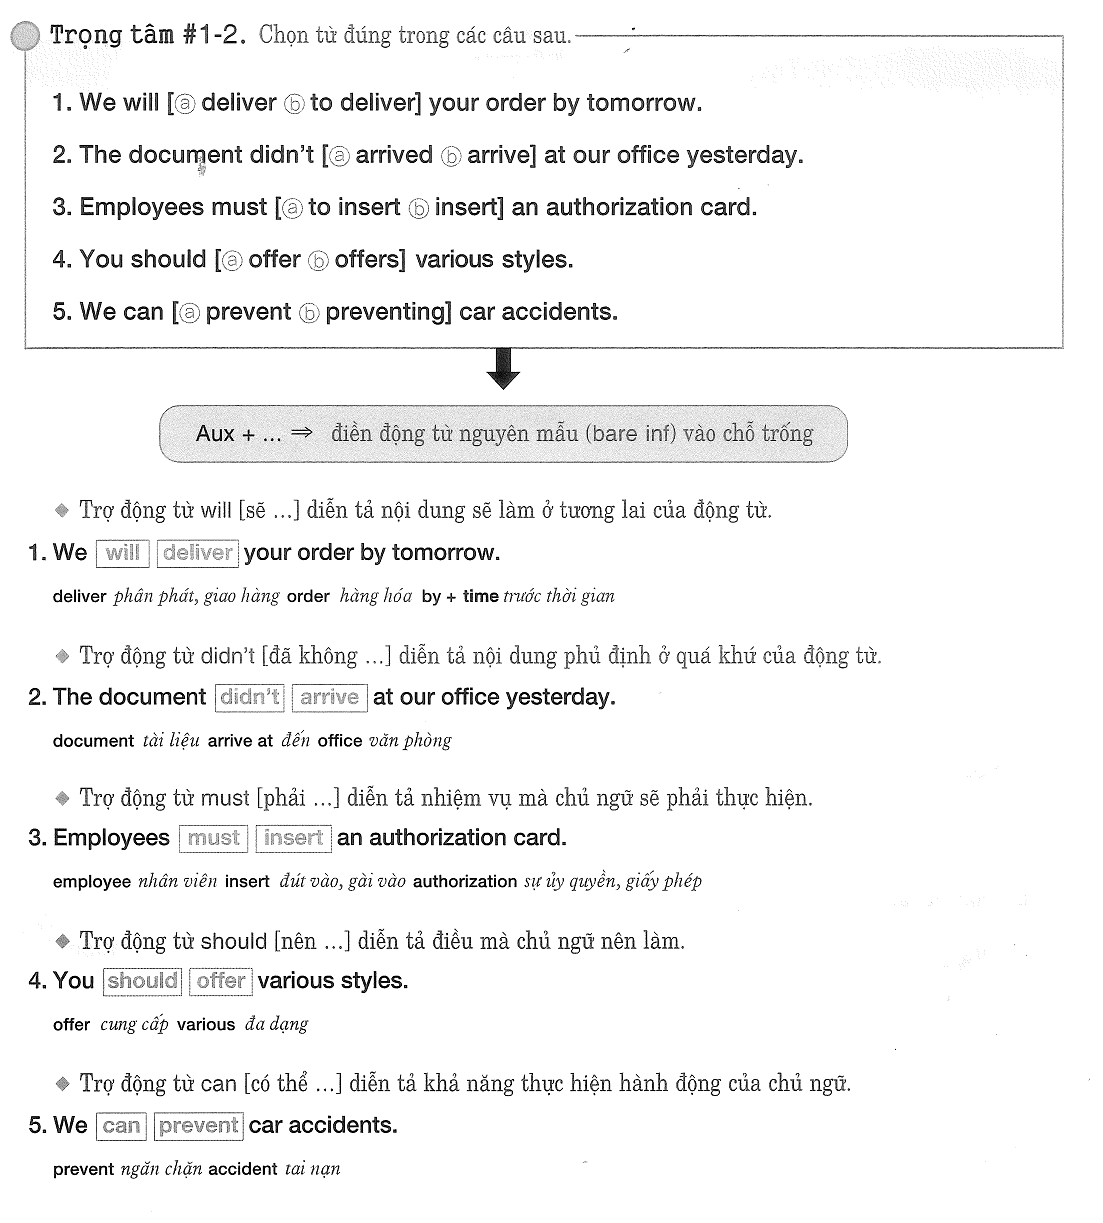 Trọng tâm #1-2. Chọn từ đúng trong các câu sau.
1. We will [ⓐ deliver ⓑ to deliver] your order by tomorrow.
2. The document didn't [ⓐ arrived ⓑ arrive] at our office yesterday.
3. Employees must [ⓐ to insert ⓑ insert] an authorization card.
4. You should [ⓐ offer ⓑ offers] various styles.
5. We can [ⓐ prevent ⓑ preventing] car accidents.
Aux + ... ⇒ điền động từ nguyên mẫu (bare inf) vào chỗ trống
◆ Trợ động từ will [sẽ ...] diễn tả nội dung sẽ làm ở tương lai của động từ.
1. We will deliver your order by tomorrow.
deliver phân phát, giao hàng order hàng hóa by + time trước thời gian
◆ Trợ động từ didn't [đã không ...] diễn tả nội dung phủ định ở quá khứ của động từ.
2. The document didn't arrive at our office yesterday.
document tài liệu arrive at đến office văn phòng
◆ Trợ động từ must [phải ...] diễn tả nhiệm vụ mà chủ ngữ sẽ phải thực hiện.
3. Employees must insert an authorization card.
employee nhân viên insert đút vào, gài vào authorization sự ủy quyền, giấy phép
◆ Trợ động từ should [nên ...] diễn tả điều mà chủ ngữ nên làm.
4. You should offer various styles.
offer cung cấp various đa dạng
◆ Trợ động từ can [có thể ...] diễn tả khả năng thực hiện hành động của chủ ngữ.
5. We can prevent car accidents.
prevent ngăn chặn accident tai nạn